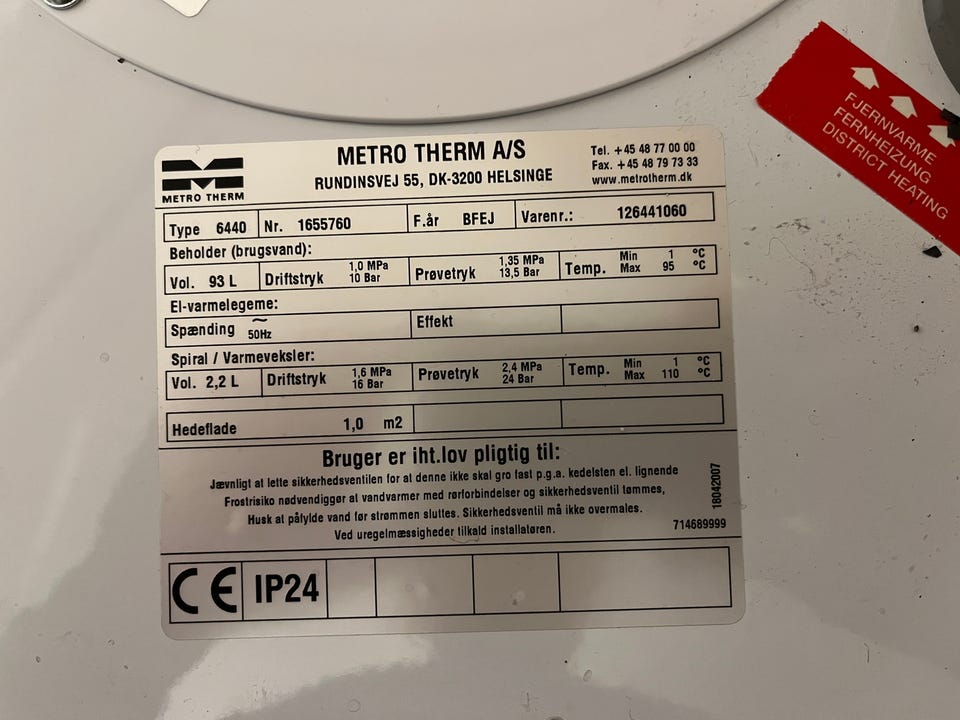 METRO THERM
METRO THERM A/S
RUNDINSVEJ 55, DK-3200 HELSINGE
Tel. +45 48 77 00 00
Fax. +45 48 79 73 33
www.metrotherm.dk
Type 6440 Nr. 1655760 F.år BFEJ Varenr.: 126441060
Beholder (brugsvand):
Vol. 93 L Driftstryk 1,0 MPa 10 Bar Prøvetryk 1,35 MPa 13,5 Bar Temp. Min 1 °C Max 95 °C
El-varmelegeme:
Spænding ~ 50Hz Effekt
Spiral / Varmeveksler:
Vol. 2,2 L Driftstryk 1,6 MPa 16 Bar Prøvetryk 2,4 MPa 24 Bar Temp. Min 1 °C Max 110 °C
Hedeflade 1,0 m2
Bruger er iht.lov pligtig til:
Jævnligt at lette sikkerhedsventilen for at denne ikke skal gro fast p.g.a. kedelsten el. lignende
Frostrisiko nødvendiggør at vandvarmer med rørforbindelser og sikkerhedsventil tømmes,
Husk at påfylde vand før strømmen sluttes. Sikkerhedsventil må ikke overmales.
Ved uregelmæssigheder tilkald installatøren.
18042007
714689999
CE IP24
FJERNVARME
FERNHEIZUNG
DISTRICT HEATING